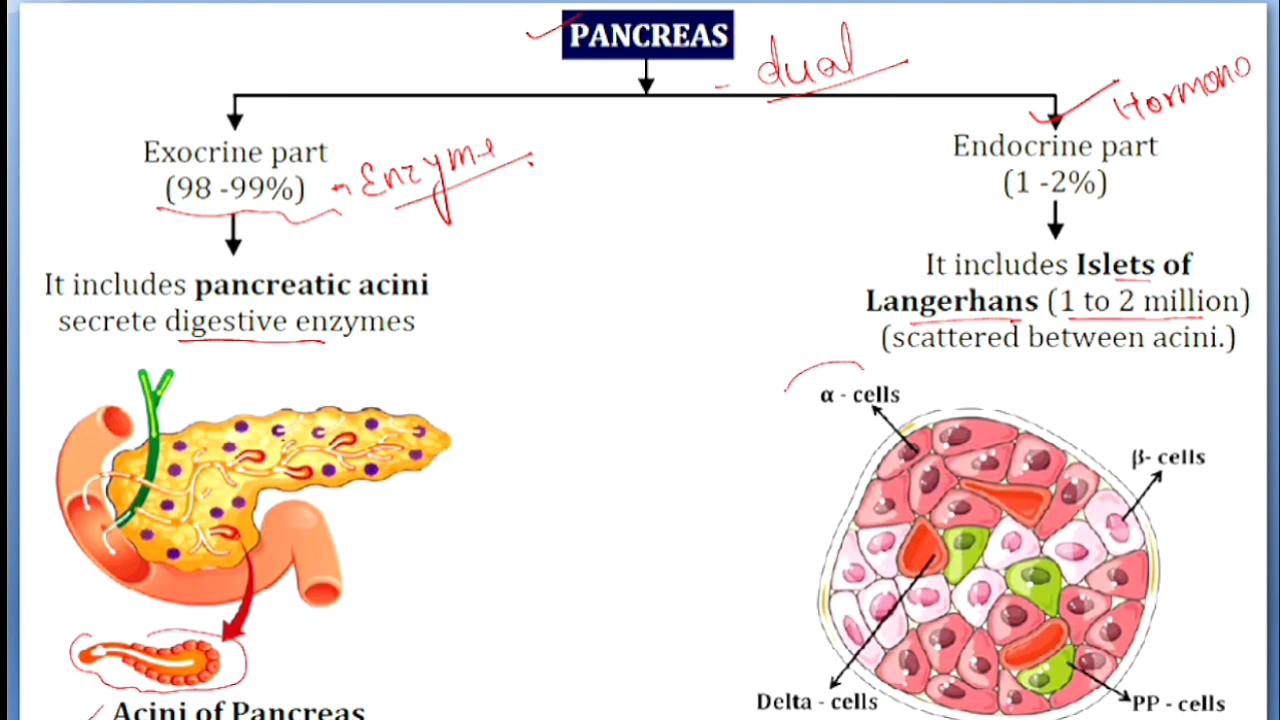 PANCREAS
- dual
Hormono
Exocrine part
(98 -99%)
Enzyme
Endocrine part
(1 -2%)
It includes pancreatic acini
secrete digestive enzymes
It includes Islets of
Langerhans (1 to 2 million)
(scattered between acini.)
α - cells
β- cells
Delta - cells
PP - cells
Acini of Pancreas